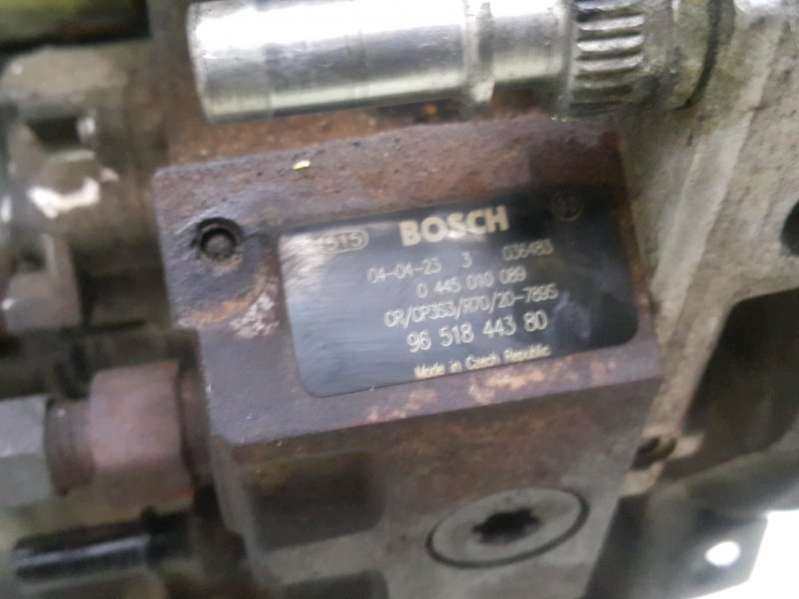 1515 BOSCH
04-04-23 3 036483
0 445 010 089
CR/CP3S3/R70/20-789S
96 518 443 80
Made in Czech Republic